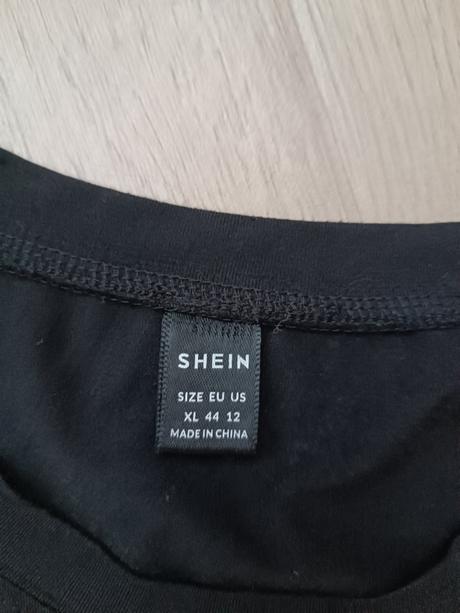 SHEIN
SIZE EU US
XL 44 12
MADE IN CHINA